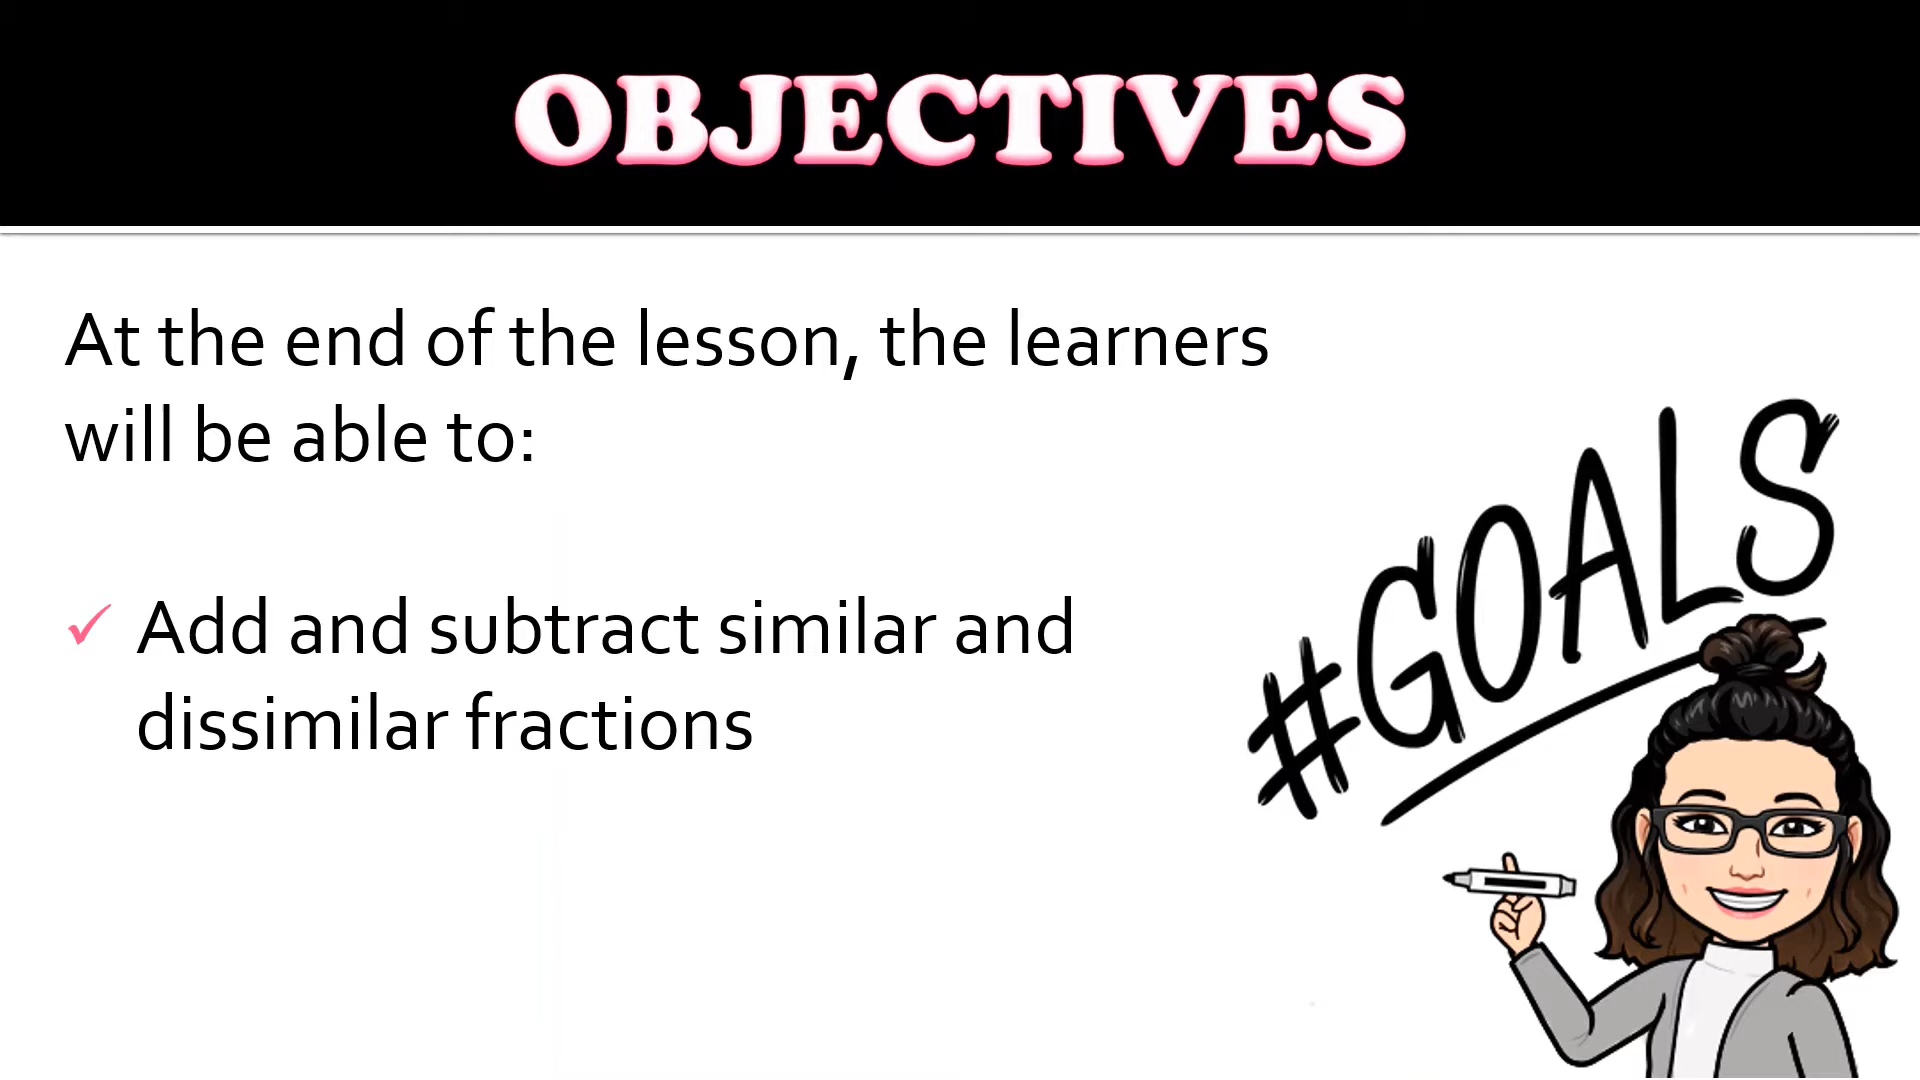 OBJECTIVES
At the end of the lesson, the learners
will be able to:
✓ Add and subtract similar and
dissimilar fractions
#GOALS